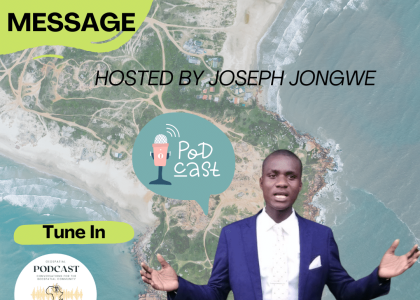 MESSAGE
HOSTED BY JOSEPH JONGWE
PoD
cast
Tune In
PODCAST